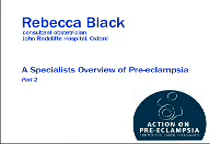 Rebecca Black
consultant obstetrician
John Radcliffe Hospital, Oxford
A Specialists Overview of Pre-eclampsia
Part 2
ACTION ON
PRE-ECLAMPSIA